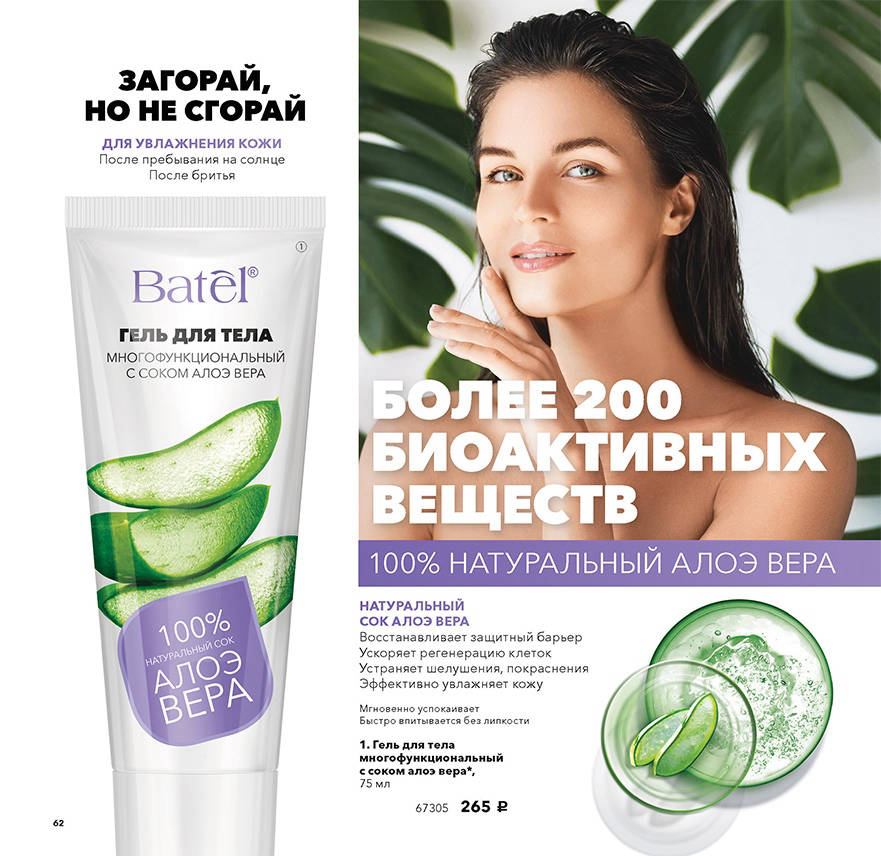 ЗАГОРАЙ,
НО НЕ СГОРАЙ
ДЛЯ УВЛАЖНЕНИЯ КОЖИ
После пребывания на солнце
После бритья
1
Batēl®
ГЕЛЬ ДЛЯ ТЕЛА
МНОГОФУНКЦИОНАЛЬНЫЙ
С СОКОМ АЛОЭ ВЕРА
100%
НАТУРАЛЬНЫЙ СОК
АЛОЭ
ВЕРА
62
БОЛЕЕ 200
БИОАКТИВНЫХ
ВЕЩЕСТВ
100% НАТУРАЛЬНЫЙ АЛОЭ ВЕРА
НАТУРАЛЬНЫЙ
СОК АЛОЭ ВЕРА
Восстанавливает защитный барьер
Ускоряет регенерацию клеток
Устраняет шелушения, покраснения
Эффективно увлажняет кожу
Мгновенно успокаивает
Быстро впитывается без липкости
1. Гель для тела
многофункциональный
с соком алоэ вера*,
75 мл
67305 265 ₽